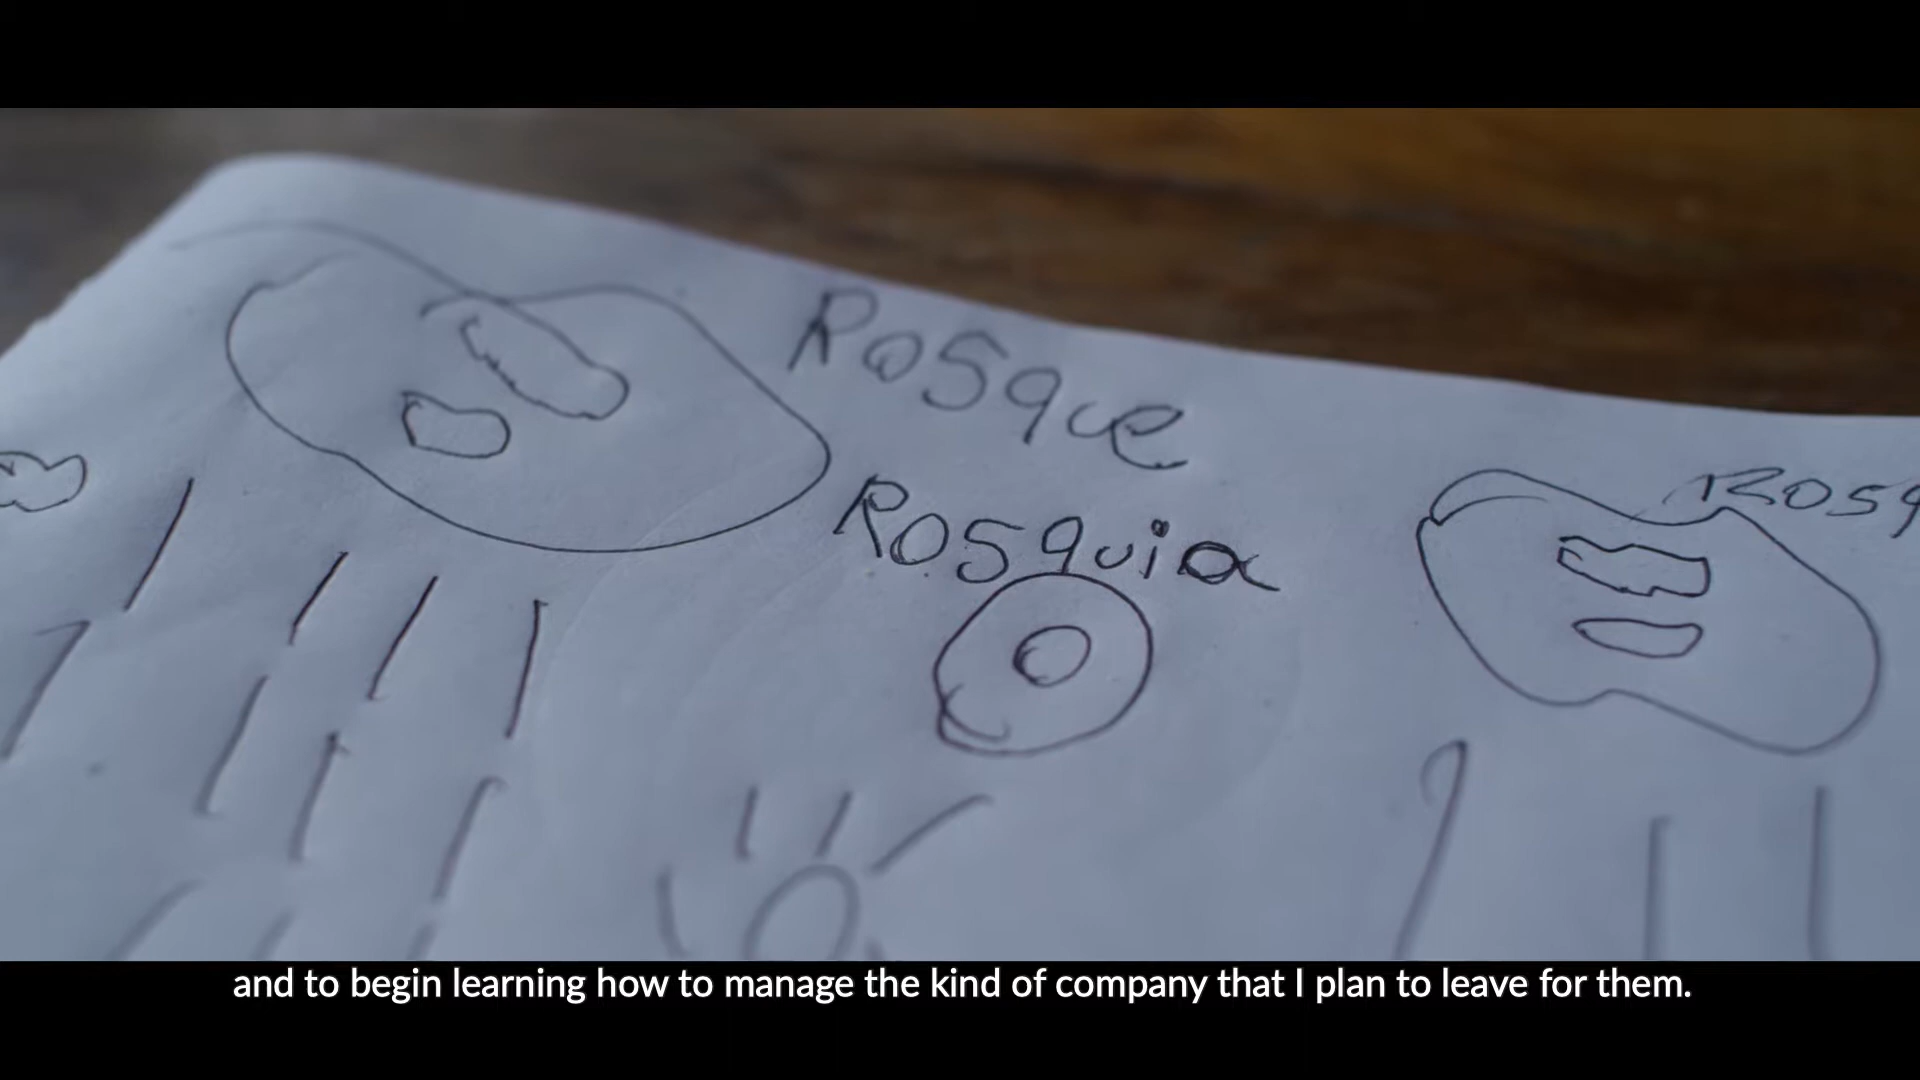 Rosque
Rosquia
Rosq
and to begin learning how to manage the kind of company that I plan to leave for them.